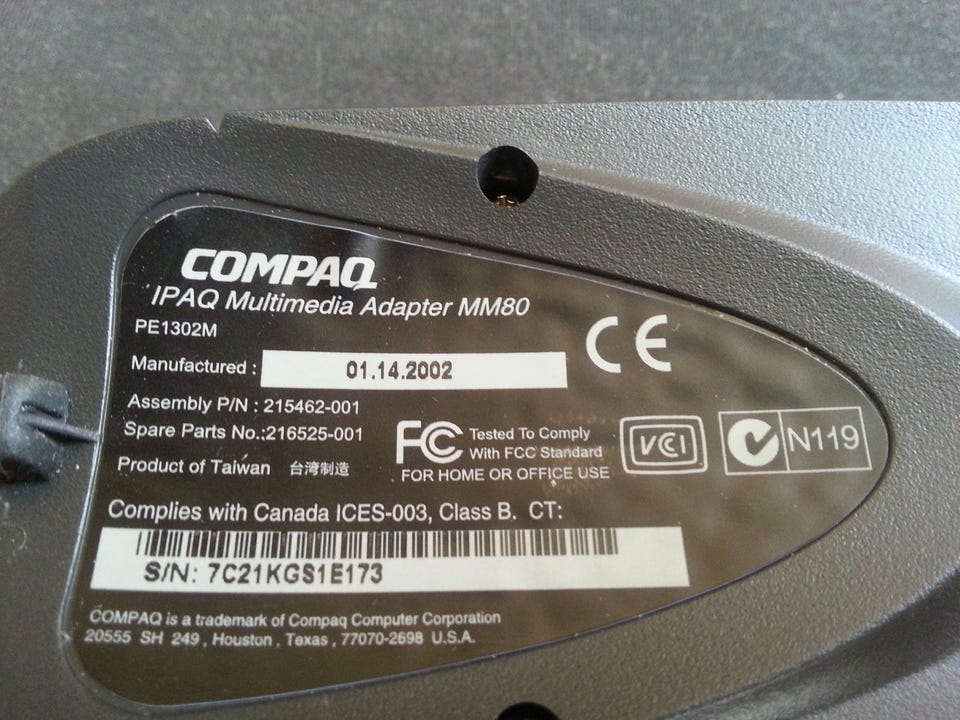 COMPAQ
IPAQ Multimedia Adapter MM80
PE1302M
Manufactured : 01.14.2002
CE
Assembly P/N : 215462-001
Spare Parts No.:216525-001
FC Tested To Comply
With FCC Standard
FOR HOME OR OFFICE USE
VCI
N119
Product of Taiwan 台湾制造
Complies with Canada ICES-003, Class B. CT:
S/N: 7C21KGS1E173
COMPAQ is a trademark of Compaq Computer Corporation
20555 SH 249, Houston, Texas, 77070-2698 U.S.A.